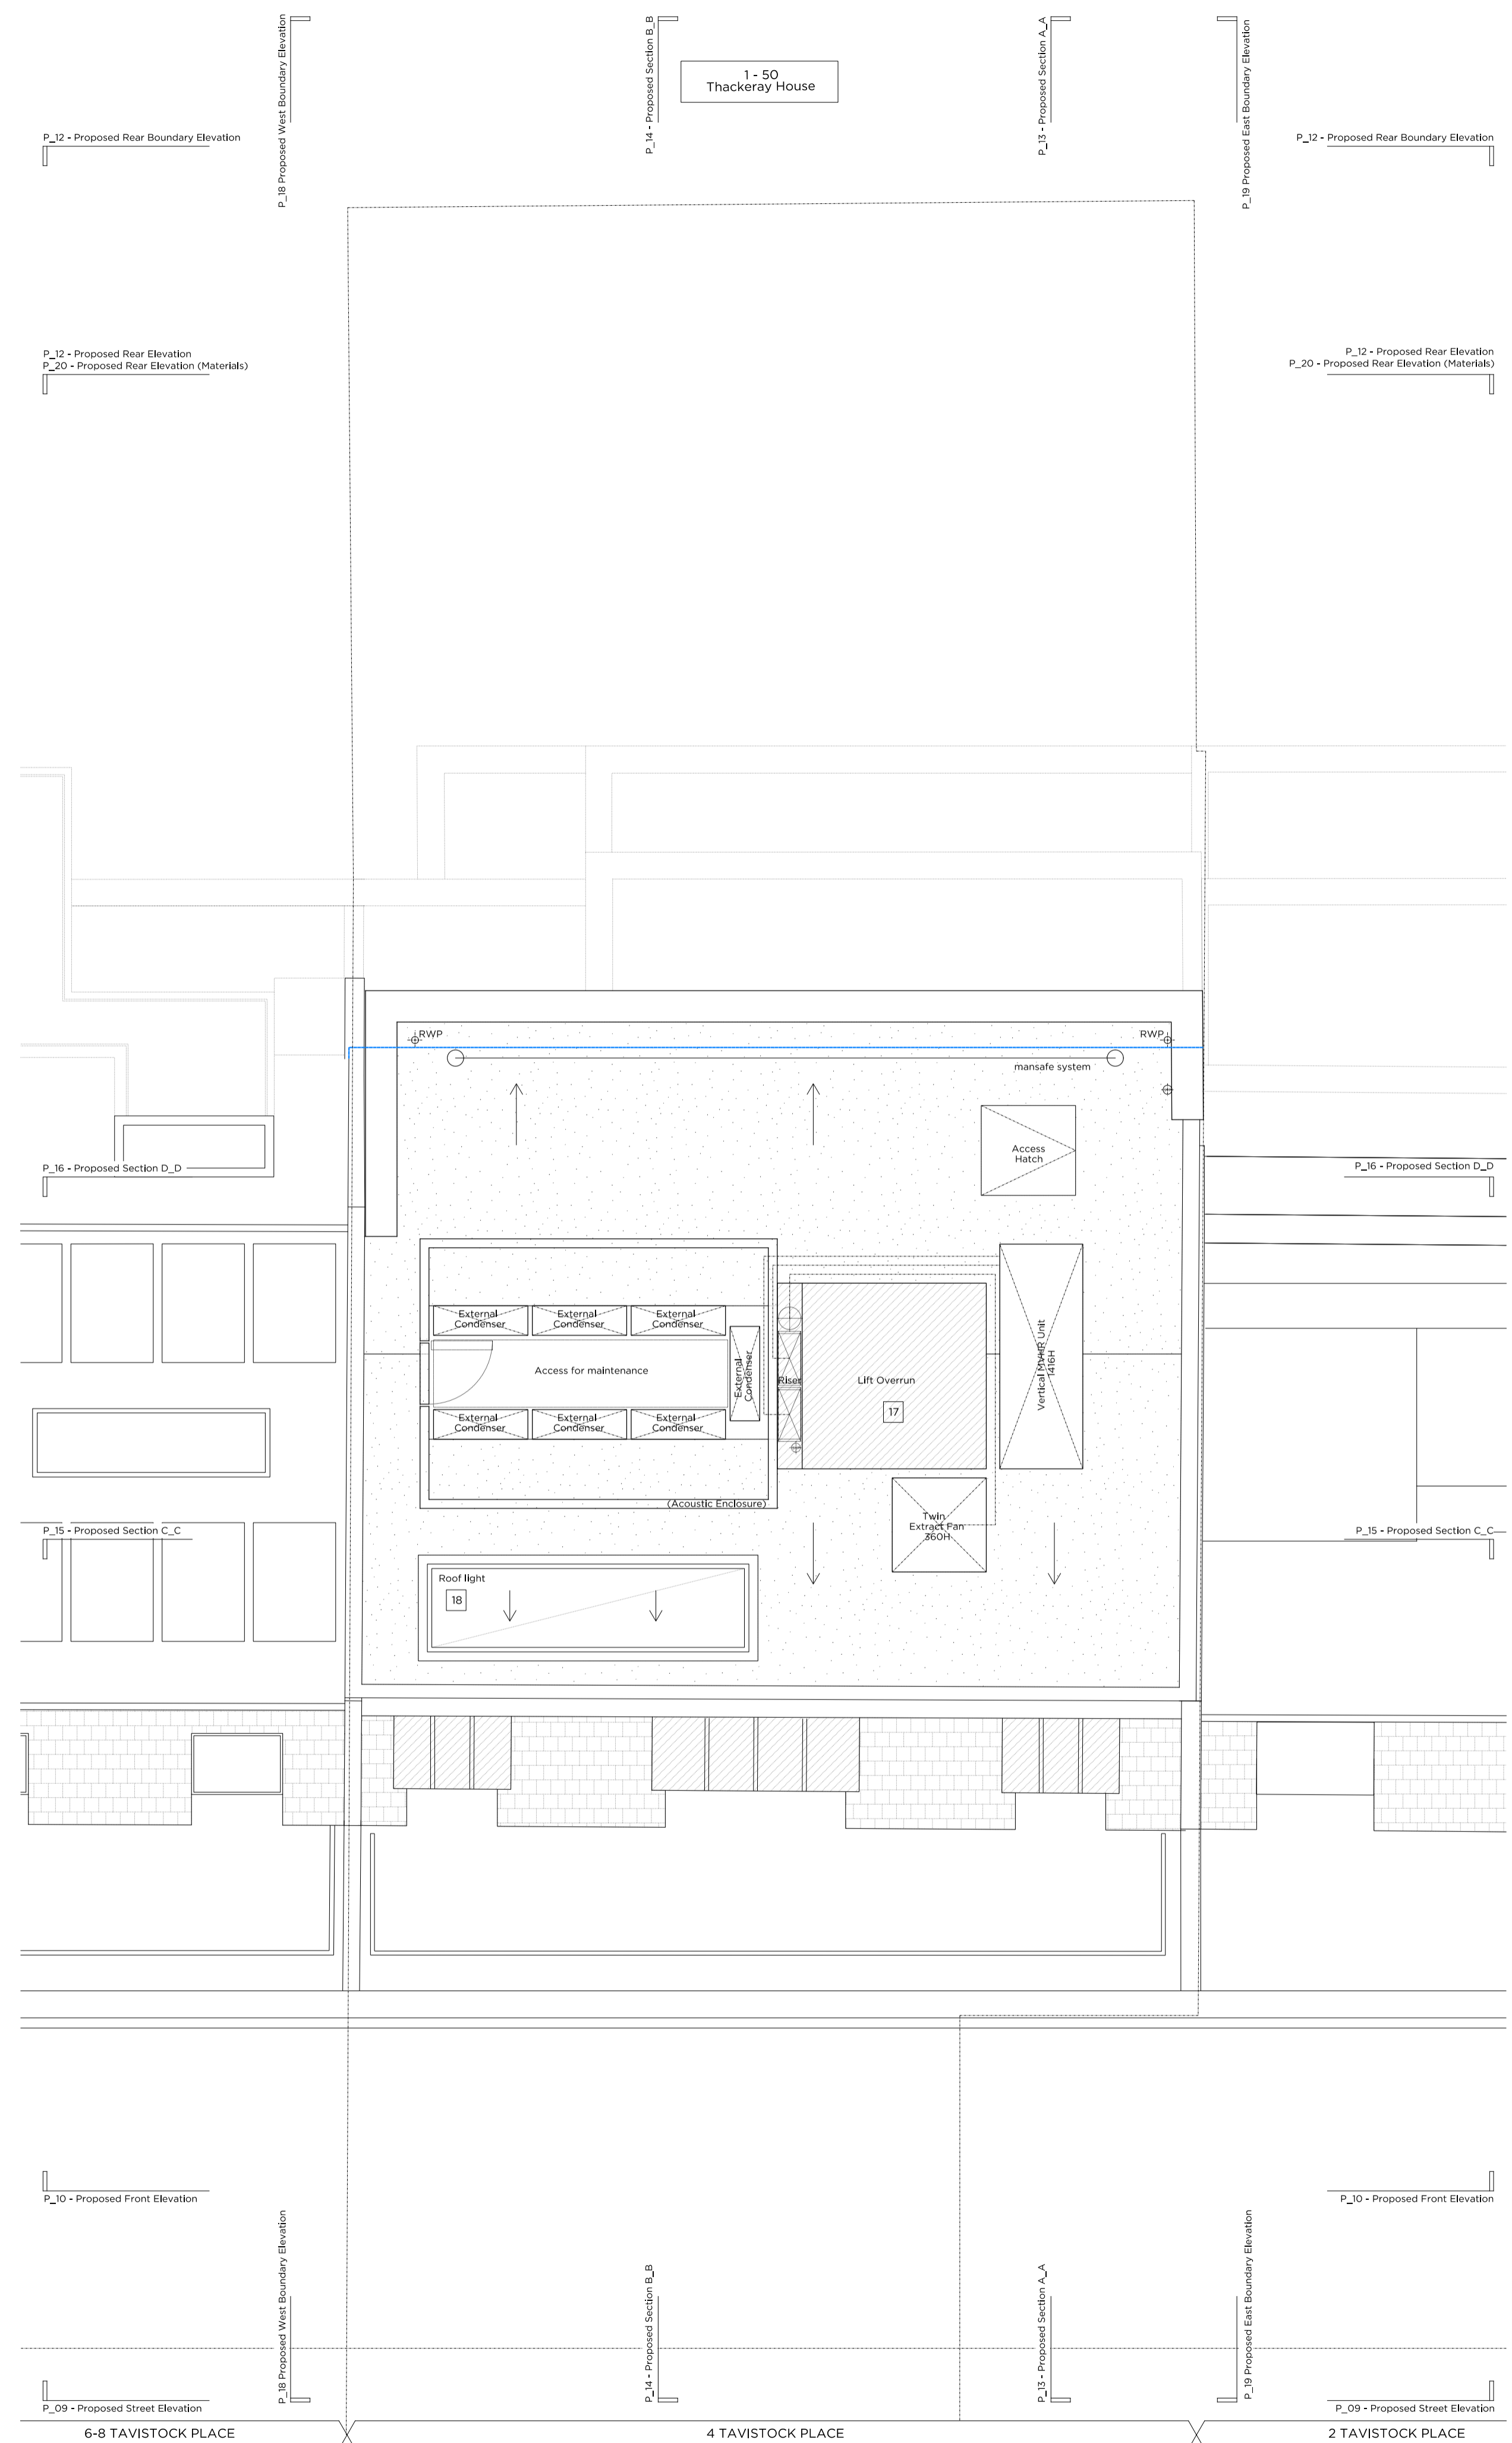 P_18 Proposed West Boundary Elevation
P_14 - Proposed Section B_B
1 - 50
Thackeray House
P_13 - Proposed Section A_A
P_19 Proposed East Boundary Elevation
P_12 - Proposed Rear Boundary Elevation
P_12 - Proposed Rear Boundary Elevation
P_12 - Proposed Rear Elevation
P_20 - Proposed Rear Elevation (Materials)
P_12 - Proposed Rear Elevation
P_20 - Proposed Rear Elevation (Materials)
RWP
RWP
mansafe system
Access
Hatch
P_16 - Proposed Section D_D
P_16 - Proposed Section D_D
External
Condenser
External
Condenser
External
Condenser
External
Condenser
Access for maintenance
Riser
Lift Overrun
17
Vertical MVHR Unit
1416H
External
Condenser
External
Condenser
External
Condenser
(Acoustic Enclosure)
Twin
Extract Fan
360H
P_15 - Proposed Section C_C
P_15 - Proposed Section C_C
Roof light
18
P_10 - Proposed Front Elevation
P_10 - Proposed Front Elevation
P_18 Proposed West Boundary Elevation
P_14 - Proposed Section B_B
P_13 - Proposed Section A_A
P_19 Proposed East Boundary Elevation
P_09 - Proposed Street Elevation
P_09 - Proposed Street Elevation
6-8 TAVISTOCK PLACE
4 TAVISTOCK PLACE
2 TAVISTOCK PLACE